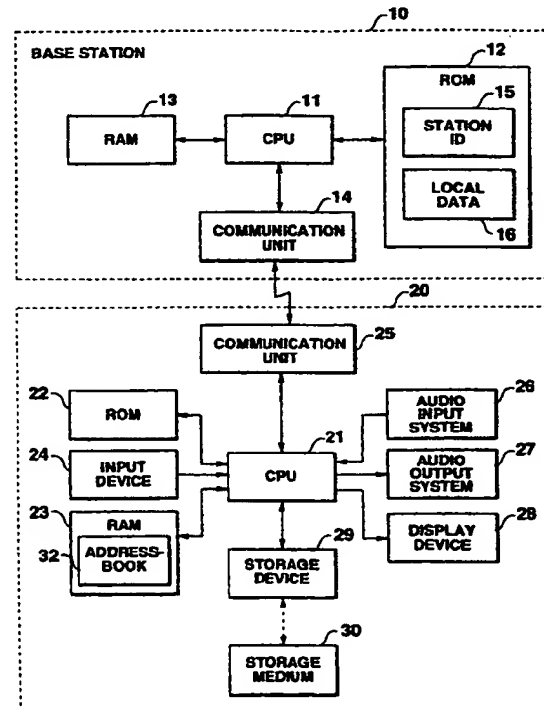 10
BASE STATION
12
ROM
13
11
15
RAM
CPU
STATION
ID
14
LOCAL
DATA
16
COMMUNICATION
UNIT
20
COMMUNICATION
UNIT
25
22
ROM
21
AUDIO
INPUT
SYSTEM
26
24
INPUT
DEVICE
CPU
AUDIO
OUTPUT
SYSTEM
27
23
RAM
32
ADDRESS-
BOOK
29
DISPLAY
DEVICE
28
STORAGE
DEVICE
30
STORAGE
MEDIUM